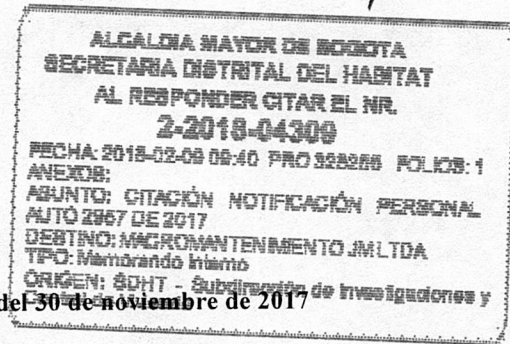 ALCALDIA MAYOR DE BOGOTA
SECRETARIA DISTRITAL DEL HABITAT
AL RESPONDER CITAR EL NR.
2-2018-04309
FECHA: 2018-02-09 09:40 PRO 328266 FOLIOS: 1
ANEXOS:
ASUNTO: CITACIÓN NOTIFICACIÓN PERSONAL
AUTO 2967 DE 2017
DESTINO: MACROMANTENIMIENTO JM LTDA
TIPO: Memorando Interno
ORIGEN: SDHT - Subdirección de Investigaciones y
del 30 de noviembre de 2017